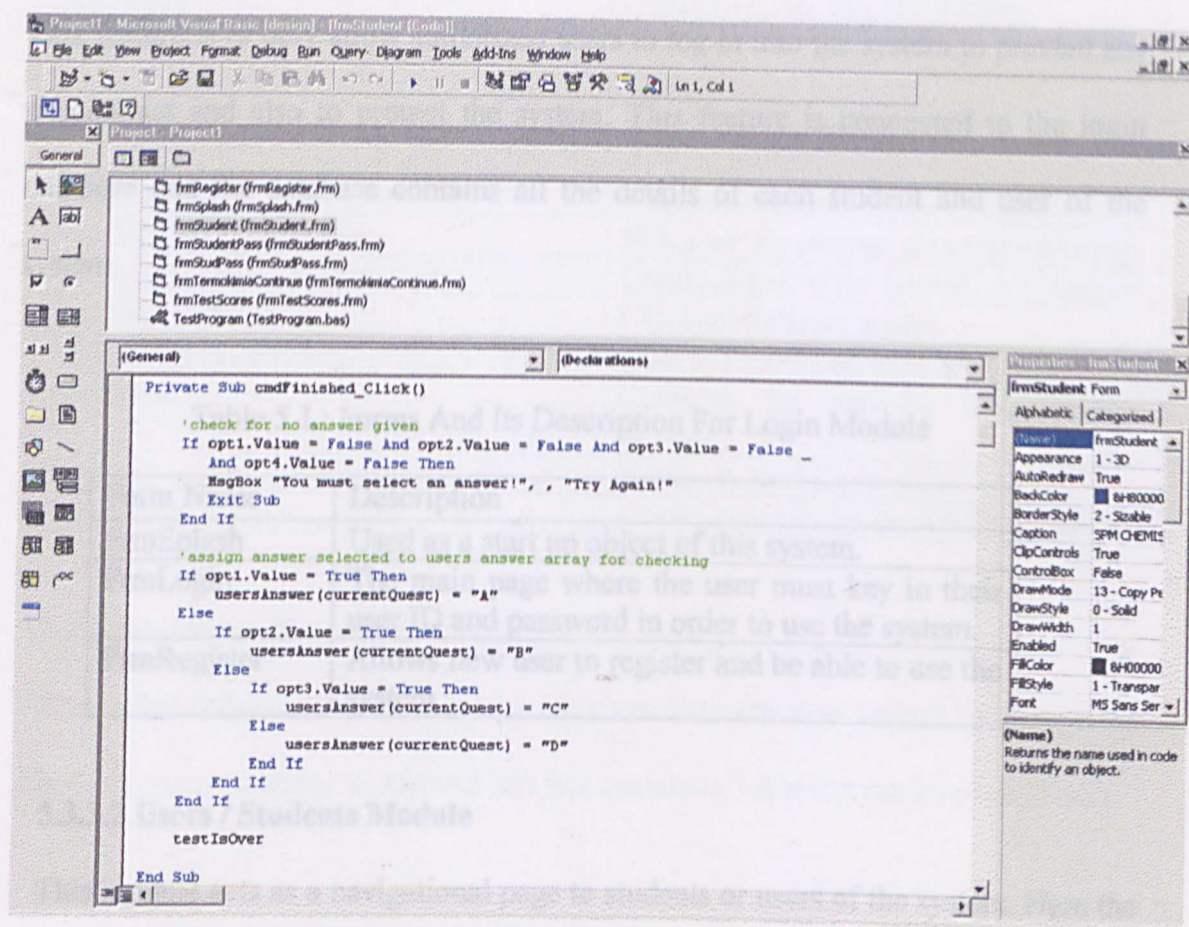 Project1 - Microsoft Visual Basic [design] - [frmStudent (Code)]
File Edit View Project Format Debug Run Query Diagram Tools Add-Ins Window Help
Ln 1, Col 1
and also to the system. This feature is connected to the login
contains all the details of each student and user of the
General
Project - Project1
frmRegister (frmRegister.frm)
frmSplash (frmSplash.frm)
frmStudent (frmStudent.frm)
frmStudentPass (frmStudentPass.frm)
frmStudPass (frmStudPass.frm)
frmTermokimiaContinue (frmTermokimiaContinue.frm)
frmTestScores (frmTestScores.frm)
TestProgram (TestProgram.bas)
(General) (Declarations)
Private Sub cmdFinished_Click()
'check for no answer given
If opt1.Value = False And opt2.Value = False And opt3.Value = False _
And opt4.Value = False Then
MsgBox "You must select an answer!", , "Try Again!"
Exit Sub
End If
'assign answer selected to users answer array for checking
If opt1.Value = True Then
usersAnswer(currentQuest) = "A"
Else
If opt2.Value = True Then
usersAnswer(currentQuest) = "B"
Else
If opt3.Value = True Then
usersAnswer(currentQuest) = "C"
Else
usersAnswer(currentQuest) = "D"
End If
End If
End If
testIsOver
End Sub
Properties - frmStudent
frmStudent Form
Alphabetic Categorized
(Name) frmStudent
Appearance 1 - 3D
AutoRedraw True
BackColor &H80000
BorderStyle 2 - Sizable
Caption SPM CHEMIS
ClipControls True
ControlBox False
DrawMode 13 - Copy Pe
DrawStyle 0 - Solid
DrawWidth 1
Enabled True
FillColor &H00000
FillStyle 1 - Transpar
Font MS Sans Ser
(Name)
Returns the name used in code
to identify an object.
Table 5.1: Forms And Its Description For Login Module
Form Name Description
frmSplash Used as a start up object of this system.
main page where the user must key in their
user ID and password in order to use the system.
frmRegister Allows new user to register and be able to use the
Users / Students Module
acts as a navigational page to students or users of the system. Here the